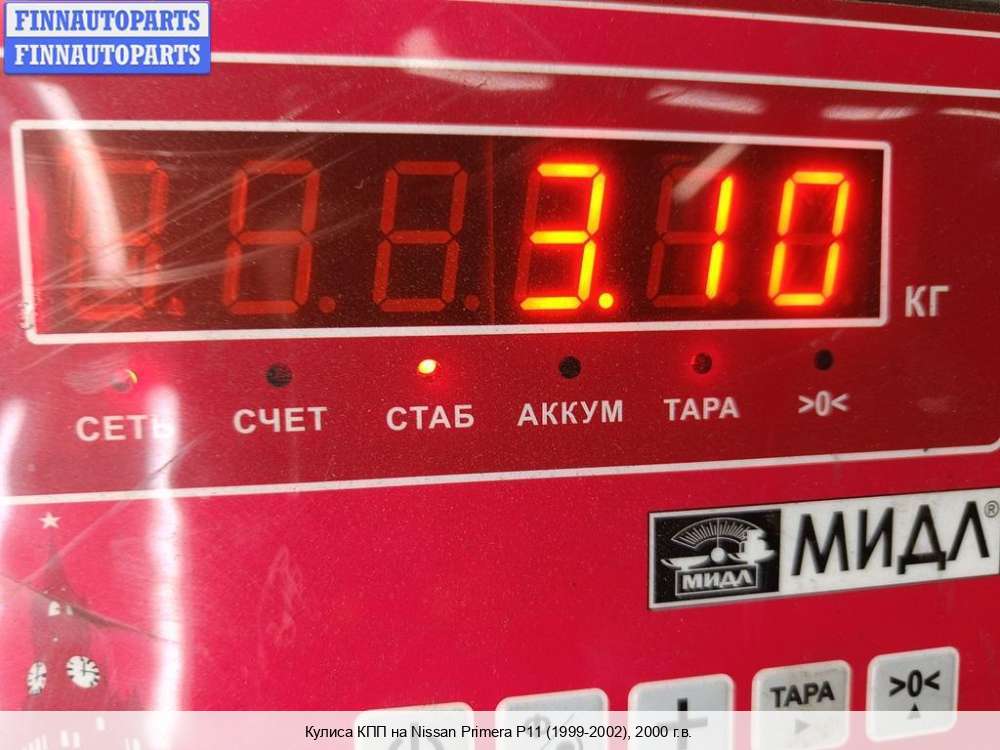 FINNAUTOPARTS
FINNAUTOPARTS
3.10
КГ
СЕТЬ СЧЕТ СТАБ АККУМ ТАРА >0<
МИДЛ®
МИДЛ
ТАРА >0<
Кулиса КПП на Nissan Primera P11 (1999-2002), 2000 г.в.